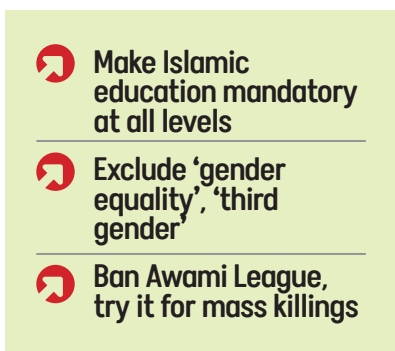 Make Islamic
education mandatory
at all levels
Exclude ‘gender
equality’, ‘third
gender’
Ban Awami League,
try it for mass killings